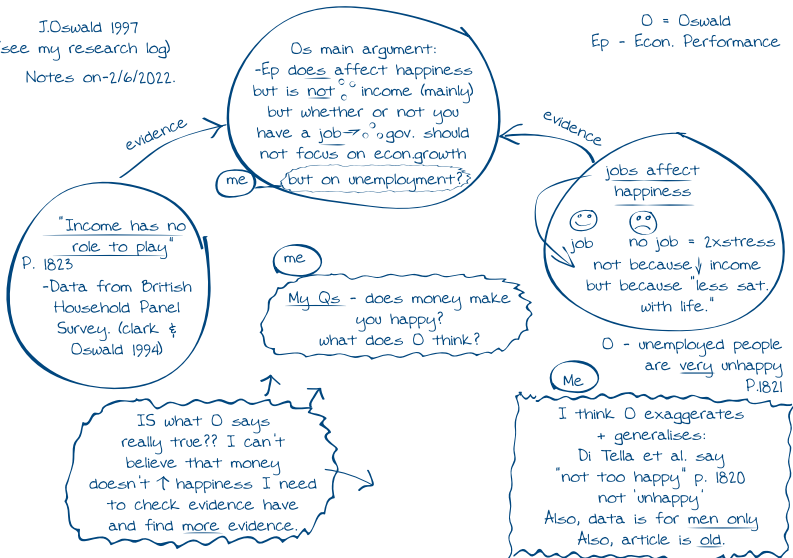 J.Oswald 1997
(see my research log)
Notes on-2/6/2022.
O = Oswald
Ep - Econ. Performance
Os main argument:
-Ep does affect happiness
but is not income (mainly)
but whether or not you
have a job → ∴ gov. should
not focus on econ.growth
but on unemployment?
me
evidence
evidence
"Income has no
role to play"
P. 1823
-Data from British
Household Panel
Survey. (clark &
Oswald 1994)
jobs affect
happiness
job no job = 2xstress
not because ↓ income
but because "less sat.
with life."
O - unemployed people
are very unhappy
P.1821
me
My Qs - does money make
you happy?
what does O think?
IS what O says
really true?? I can't
believe that money
doesn't ↑ happiness I need
to check evidence have
and find more evidence.
Me
I think O exaggerates
+ generalises:
Di Tella et al. say
"not too happy" p. 1820
not 'unhappy'
Also, data is for men only
Also, article is old.